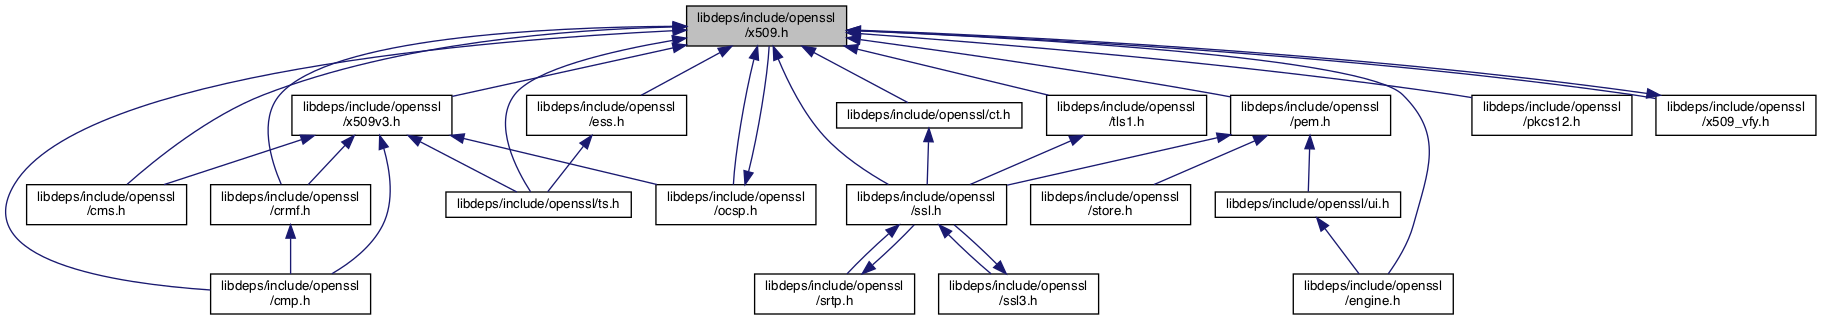 libdeps/include/openssl
/x509.h
libdeps/include/openssl
/x509v3.h
libdeps/include/openssl
/ess.h
libdeps/include/openssl/ct.h
libdeps/include/openssl
/tls1.h
libdeps/include/openssl
/pem.h
libdeps/include/openssl
/pkcs12.h
libdeps/include/openssl
/x509_vfy.h
libdeps/include/openssl
/cms.h
libdeps/include/openssl
/crmf.h
libdeps/include/openssl/ts.h
libdeps/include/openssl
/ocsp.h
libdeps/include/openssl
/ssl.h
libdeps/include/openssl
/store.h
libdeps/include/openssl/ui.h
libdeps/include/openssl
/cmp.h
libdeps/include/openssl
/srtp.h
libdeps/include/openssl
/ssl3.h
libdeps/include/openssl
/engine.h